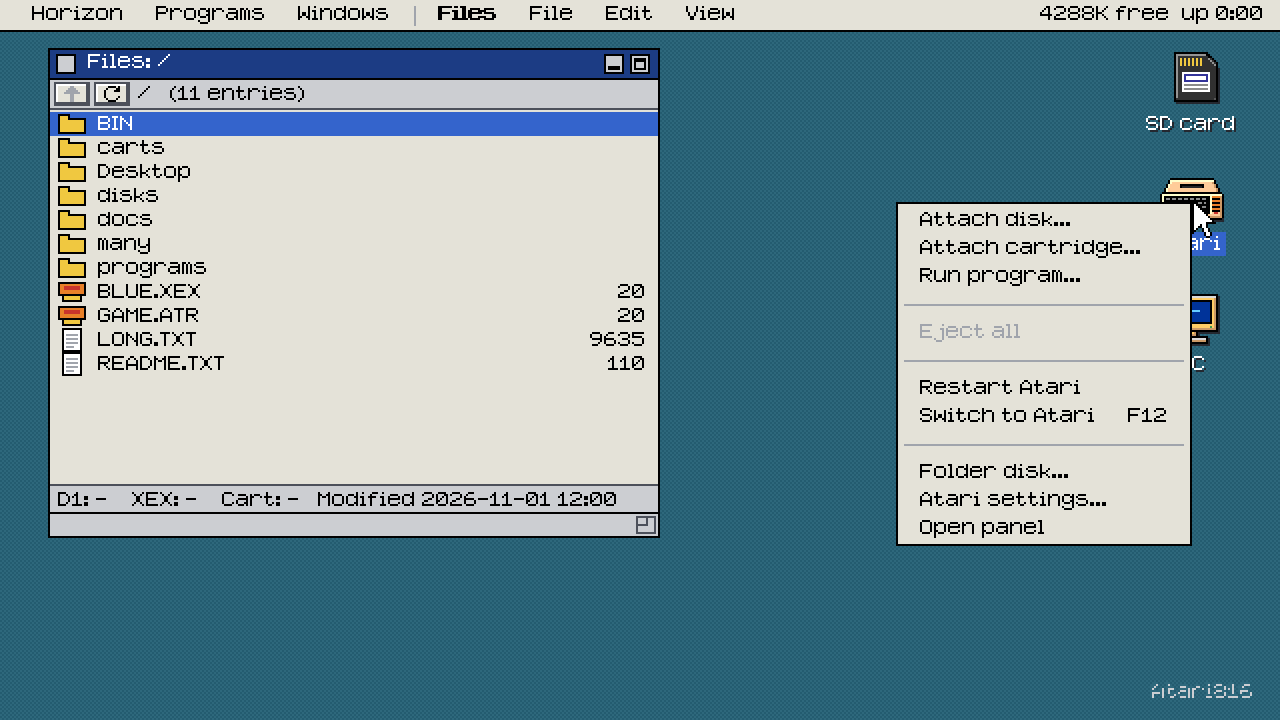 Horizon Programs Windows | Files File Edit View 4288K free up 0:00
Files: /
/ (11 entries)
BIN
carts
Desktop
disks
docs
many
programs
BLUE.XEX 20
GAME.ATR 20
LONG.TXT 9635
README.TXT 110
D1: - XEX: - Cart: - Modified 2026-11-01 12:00
SD card
ari
C
Attach disk...
Attach cartridge...
Run program...
Eject all
Restart Atari
Switch to Atari F12
Folder disk...
Atari settings...
Open panel
Atari816